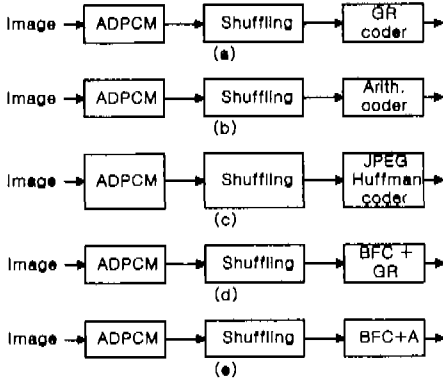 Image ADPCM Shuffling GR coder
(a)
Image ADPCM Shuffling Arith. coder
(b)
Image ADPCM Shuffling JPEG Huffman coder
(c)
Image ADPCM Shuffling BFC + GR
(d)
Image ADPCM Shuffling BFC+A
(e)